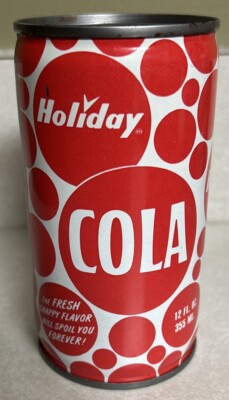 Holiday®
COLA
THE FRESH
SNAPPY FLAVOR
WILL SPOIL YOU
FOREVER!
12 FL. OZ.
355 ML